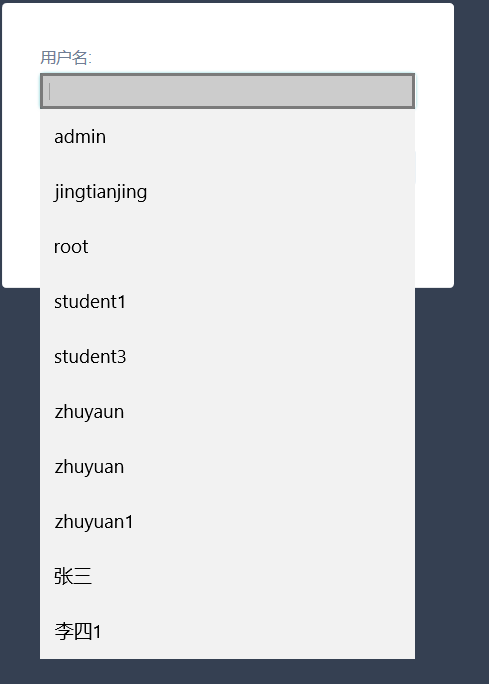 用户名:
admin
jingtianjing
root
student1
student3
zhuyaun
zhuyuan
zhuyuan1
张三
李四1